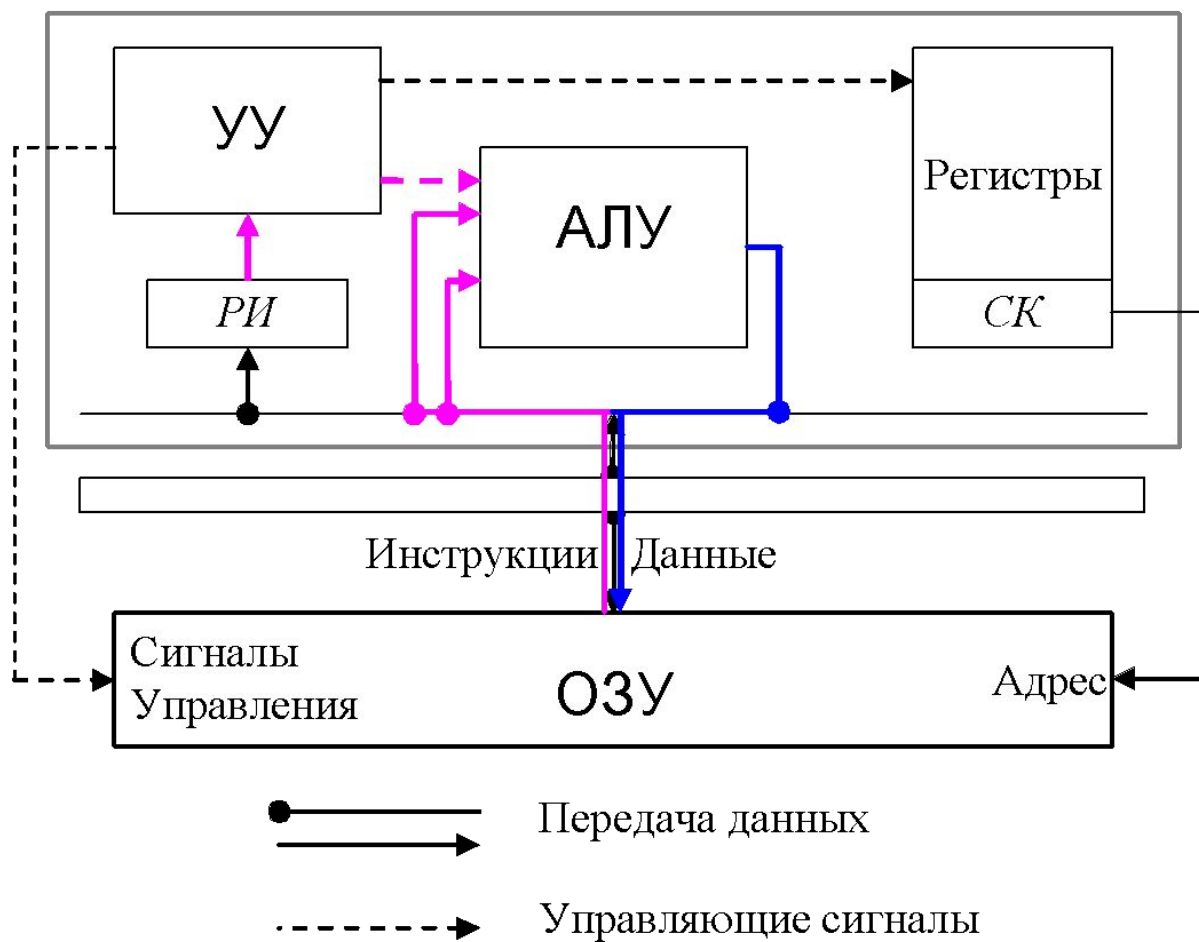 УУ
Регистры
АЛУ
РИ
СК
Инструкции
Данные
Сигналы
Управления
ОЗУ
Адрес
Передача данных
Управляющие сигналы